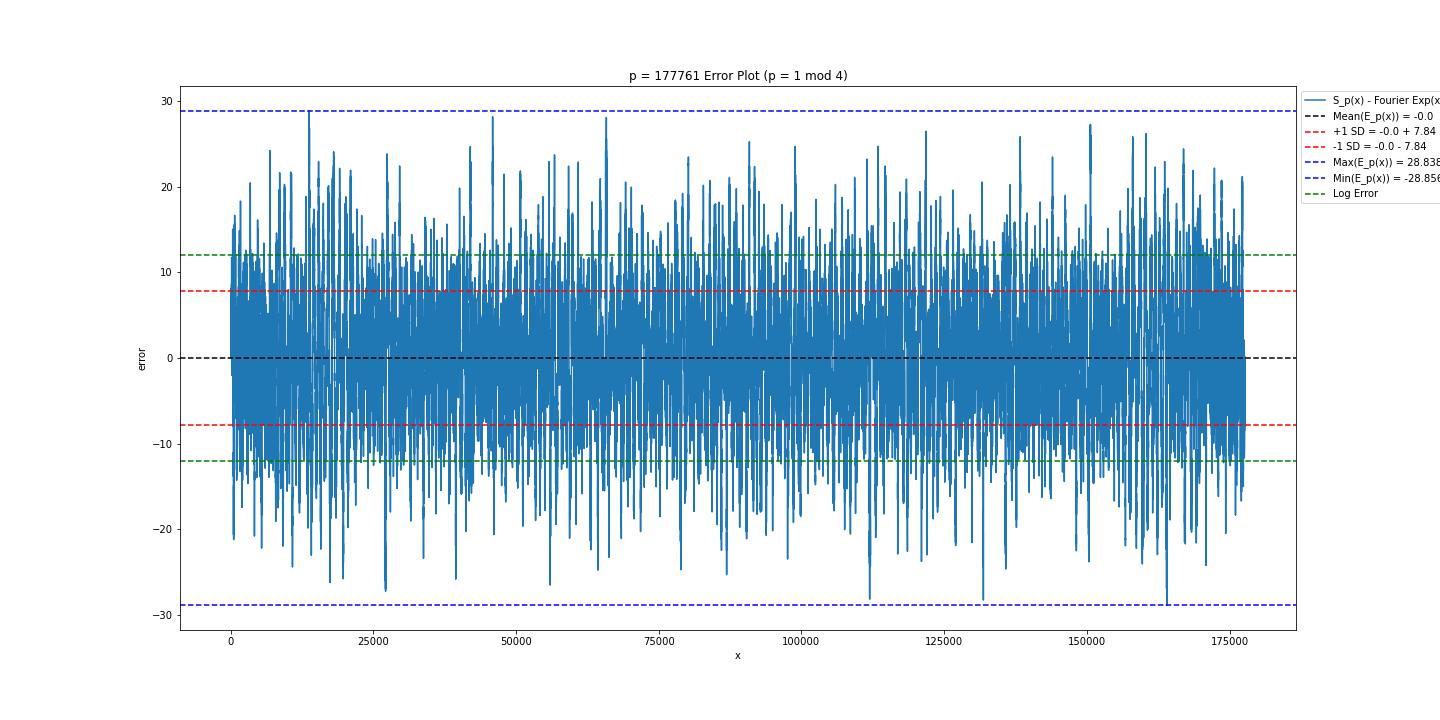 p = 177761 Error Plot (p = 1 mod 4)
30
20
10
0
−10
−20
−30
error
0
25000
50000
75000
100000
125000
150000
175000
x
S_p(x) - Fourier Exp(x
Mean(E_p(x)) = -0.0
+1 SD = -0.0 + 7.84
-1 SD = -0.0 - 7.84
Max(E_p(x)) = 28.838
Min(E_p(x)) = -28.856
Log Error